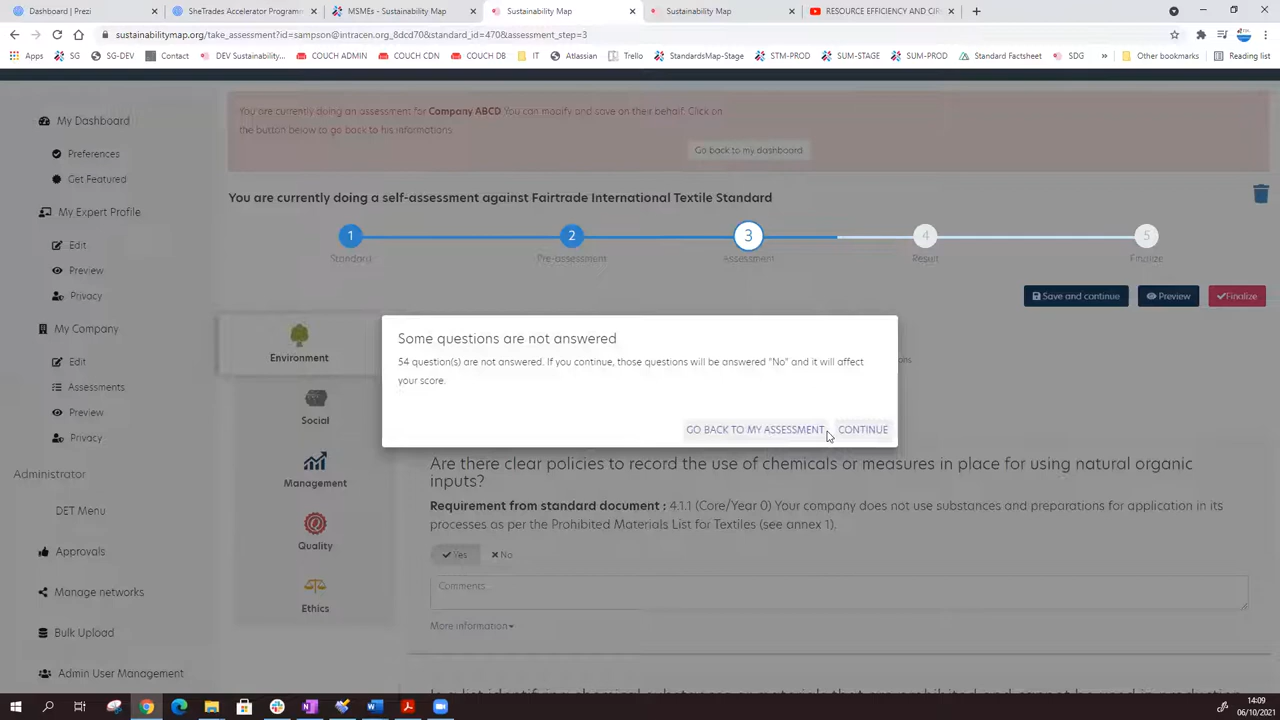 Dashboard | Prezi
SheTrades Accelerator Program
MSMEs - Sustainability Map
Sustainability Map
Sustainability Map
RESOURCE EFFICIENCY AND CIR
sustainabilitymap.org/take_assessment?id=sampson@intracen.org_8dcd70&standard_id=470&assessment_step=3
Apps
SG
SG-DEV
Contact
DEV Sustainability...
COUCH ADMIN
COUCH CDN
COUCH DB
IT
Atlassian
Trello
StandardsMap-Stage
STM-PROD
SUM-STAGE
SUM-PROD
Standard Factsheet
SDG
Other bookmarks
Reading list
My Dashboard
Preferences
Get Featured
My Expert Profile
Edit
Preview
Privacy
My Company
Edit
Assessments
Preview
Privacy
Administrator
DET Menu
Approvals
Manage networks
Bulk Upload
Admin User Management
You are currently doing an assessment for Company ABCD You can modify and save on their behalf. Click on
the button below to go back to his informations.
Go back to my dashboard
You are currently doing a self-assessment against Fairtrade International Textile Standard
1
2
3
4
5
Standard
Pre-assessment
Assessment
Result
Finalize
Save and continue
Preview
Finalize
Environment
Social
Management
Quality
Ethics
Some questions are not answered
54 question(s) are not answered. If you continue, those questions will be answered "No" and it will affect
your score.
GO BACK TO MY ASSESSMENT
CONTINUE
Are there clear policies to record the use of chemicals or measures in place for using natural organic
inputs?
Requirement from standard document : 4.1.1 (Core/Year 0) Your company does not use substances and preparations for application in its
processes as per the Prohibited Materials List for Textiles (see annex 1).
Yes
No
Comments...
More information
14:09
06/10/2021